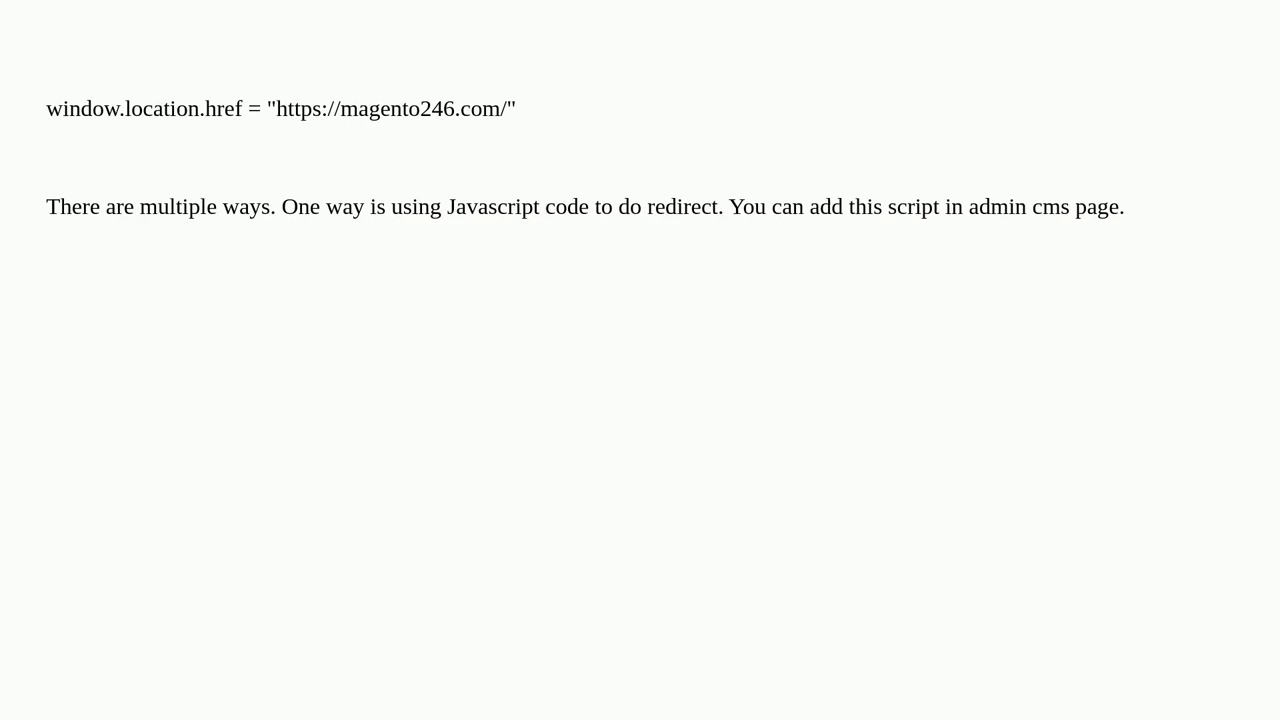 window.location.href = "https://magento246.com/"
There are multiple ways. One way is using Javascript code to do redirect. You can add this script in admin cms page.